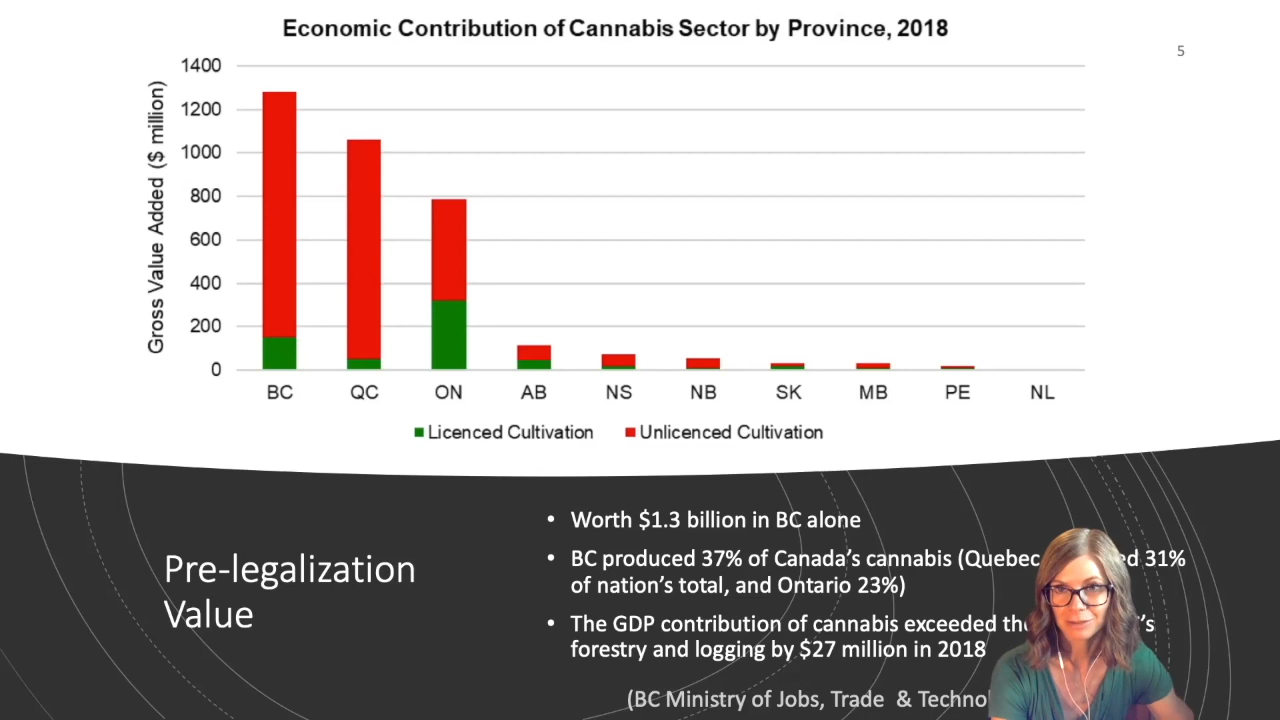 Economic Contribution of Cannabis Sector by Province, 2018
5
Gross Value Added ($ million)
1400
1200
1000
800
600
400
200
0
BC QC ON AB NS NB SK MB PE NL
Licenced Cultivation Unlicenced Cultivation
Pre-legalization
Value
• Worth $1.3 billion in BC alone
• BC produced 37% of Canada’s cannabis (Quebec 31%
of nation’s total, and Ontario 23%)
• The GDP contribution of cannabis exceeded
forestry and logging by $27 million in 2018
(BC Ministry of Jobs, Trade &